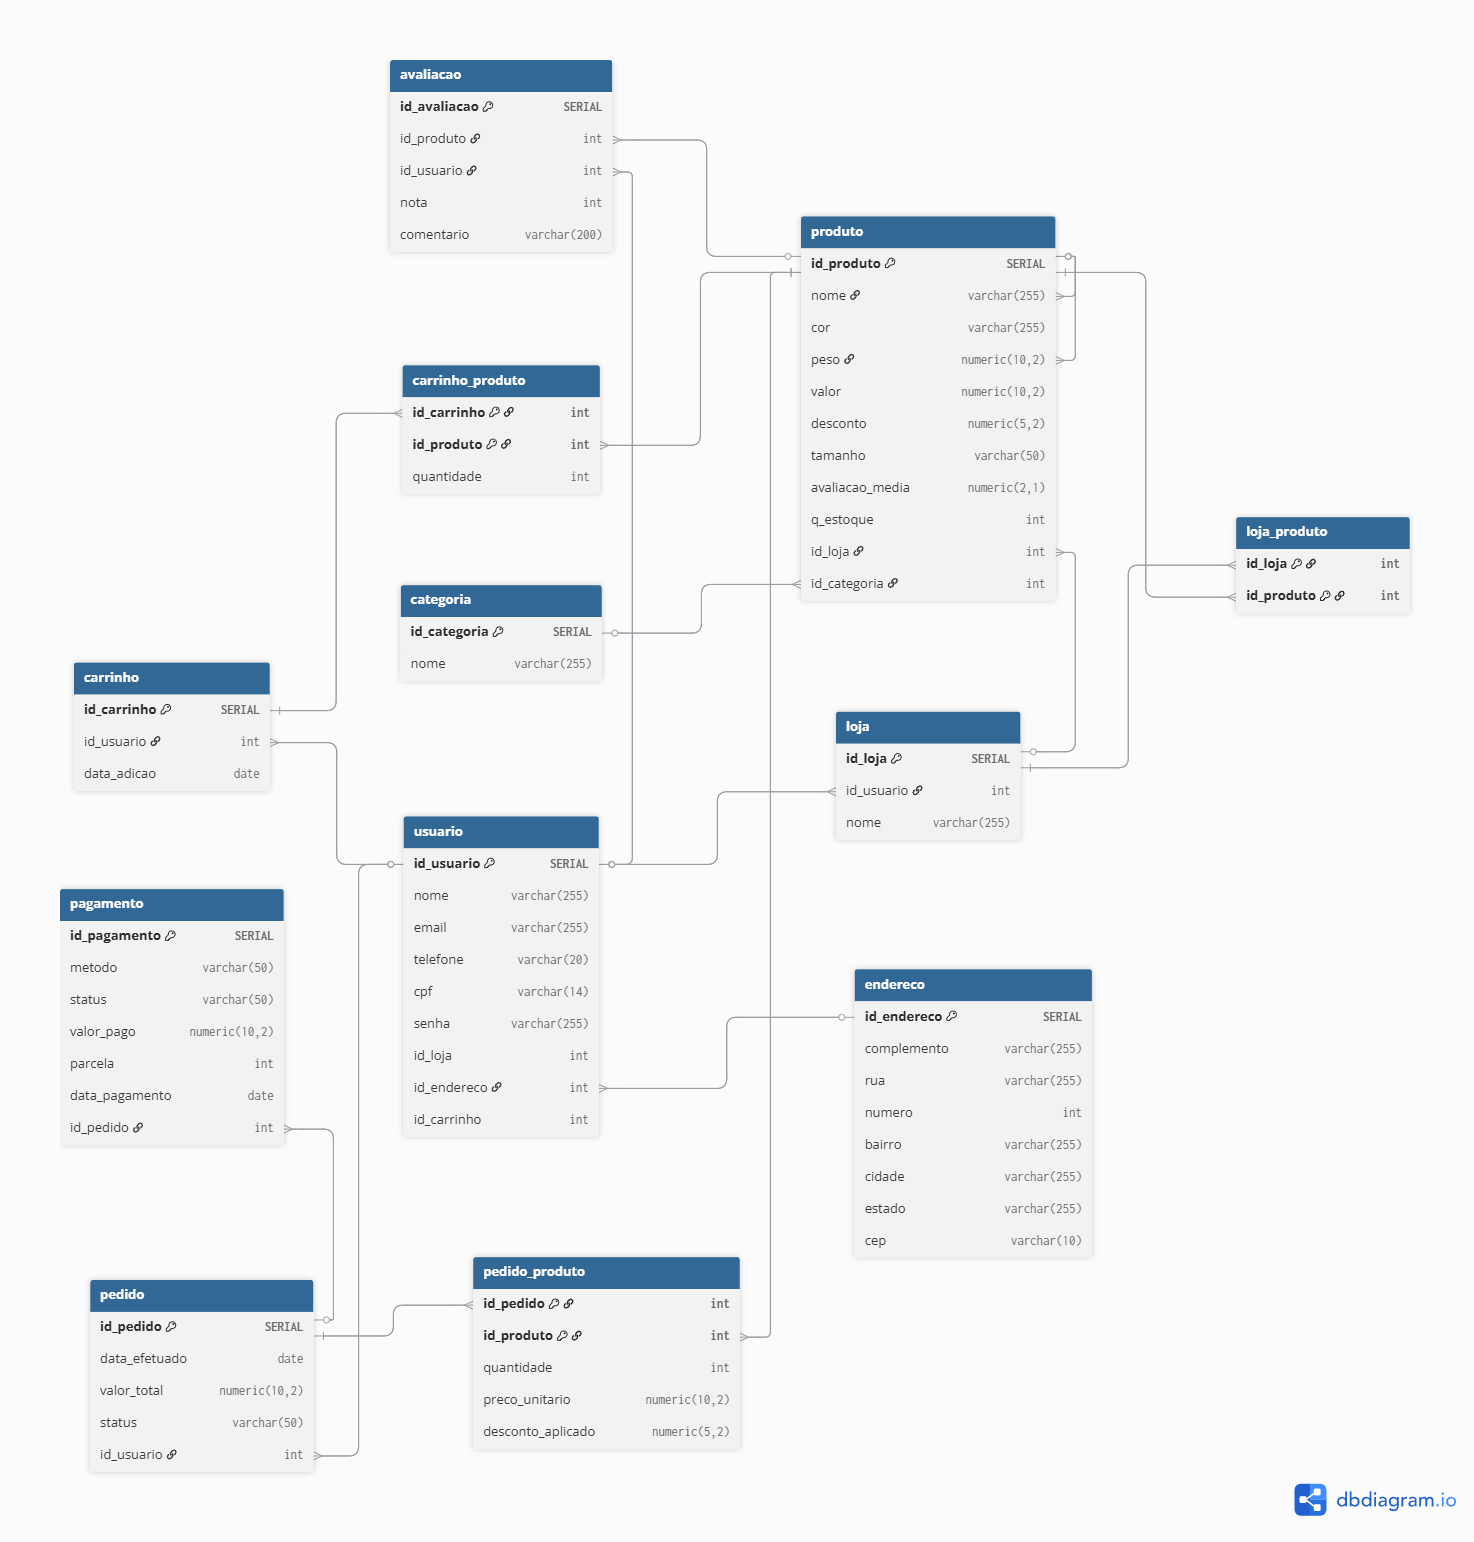 avaliacao
id_avaliacao SERIAL
id_produto int
id_usuario int
nota int
comentario varchar(200)
produto
id_produto SERIAL
nome varchar(255)
cor varchar(255)
peso numeric(10,2)
valor numeric(10,2)
desconto numeric(5,2)
tamanho varchar(50)
avaliacao_media numeric(2,1)
q_estoque int
id_loja int
id_categoria int
carrinho_produto
id_carrinho int
id_produto int
quantidade int
loja_produto
id_loja int
id_produto int
categoria
id_categoria SERIAL
nome varchar(255)
carrinho
id_carrinho SERIAL
id_usuario int
data_adicao date
loja
id_loja SERIAL
id_usuario int
nome varchar(255)
usuario
id_usuario SERIAL
nome varchar(255)
email varchar(255)
telefone varchar(20)
cpf varchar(14)
senha varchar(255)
id_loja int
id_endereco int
id_carrinho int
pagamento
id_pagamento SERIAL
metodo varchar(50)
status varchar(50)
valor_pago numeric(10,2)
parcela int
data_pagamento date
id_pedido int
endereco
id_endereco SERIAL
complemento varchar(255)
rua varchar(255)
numero int
bairro varchar(255)
cidade varchar(255)
estado varchar(255)
cep varchar(10)
pedido
id_pedido SERIAL
data_efetuado date
valor_total numeric(10,2)
status varchar(50)
id_usuario int
pedido_produto
id_pedido int
id_produto int
quantidade int
preco_unitario numeric(10,2)
desconto_aplicado numeric(5,2)
dbdiagram.io